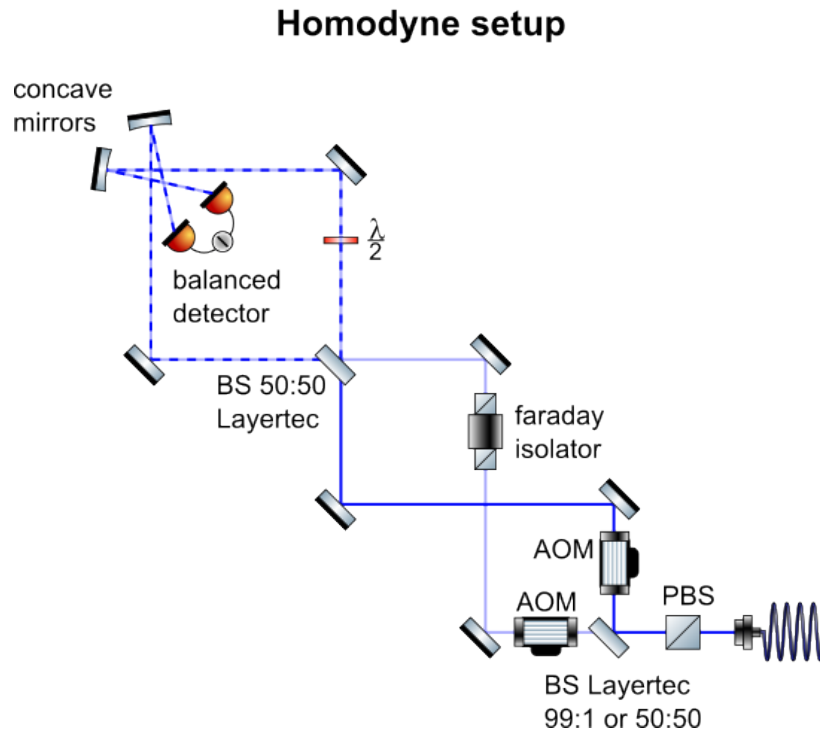 Homodyne setup
concave
mirrors
λ
2
balanced
detector
BS 50:50
Layertec
faraday
isolator
AOM
PBS
AOM
BS Layertec
99:1 or 50:50